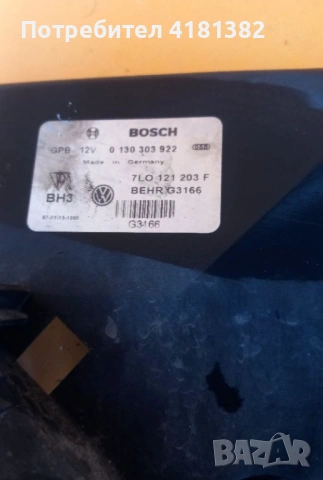 Потребител 4181382
BOSCH
GPB 12V 0 130 303 922
Made in Germany
7LO 121 203 F
BEHR G3166
BH3
G3166
BAZAR